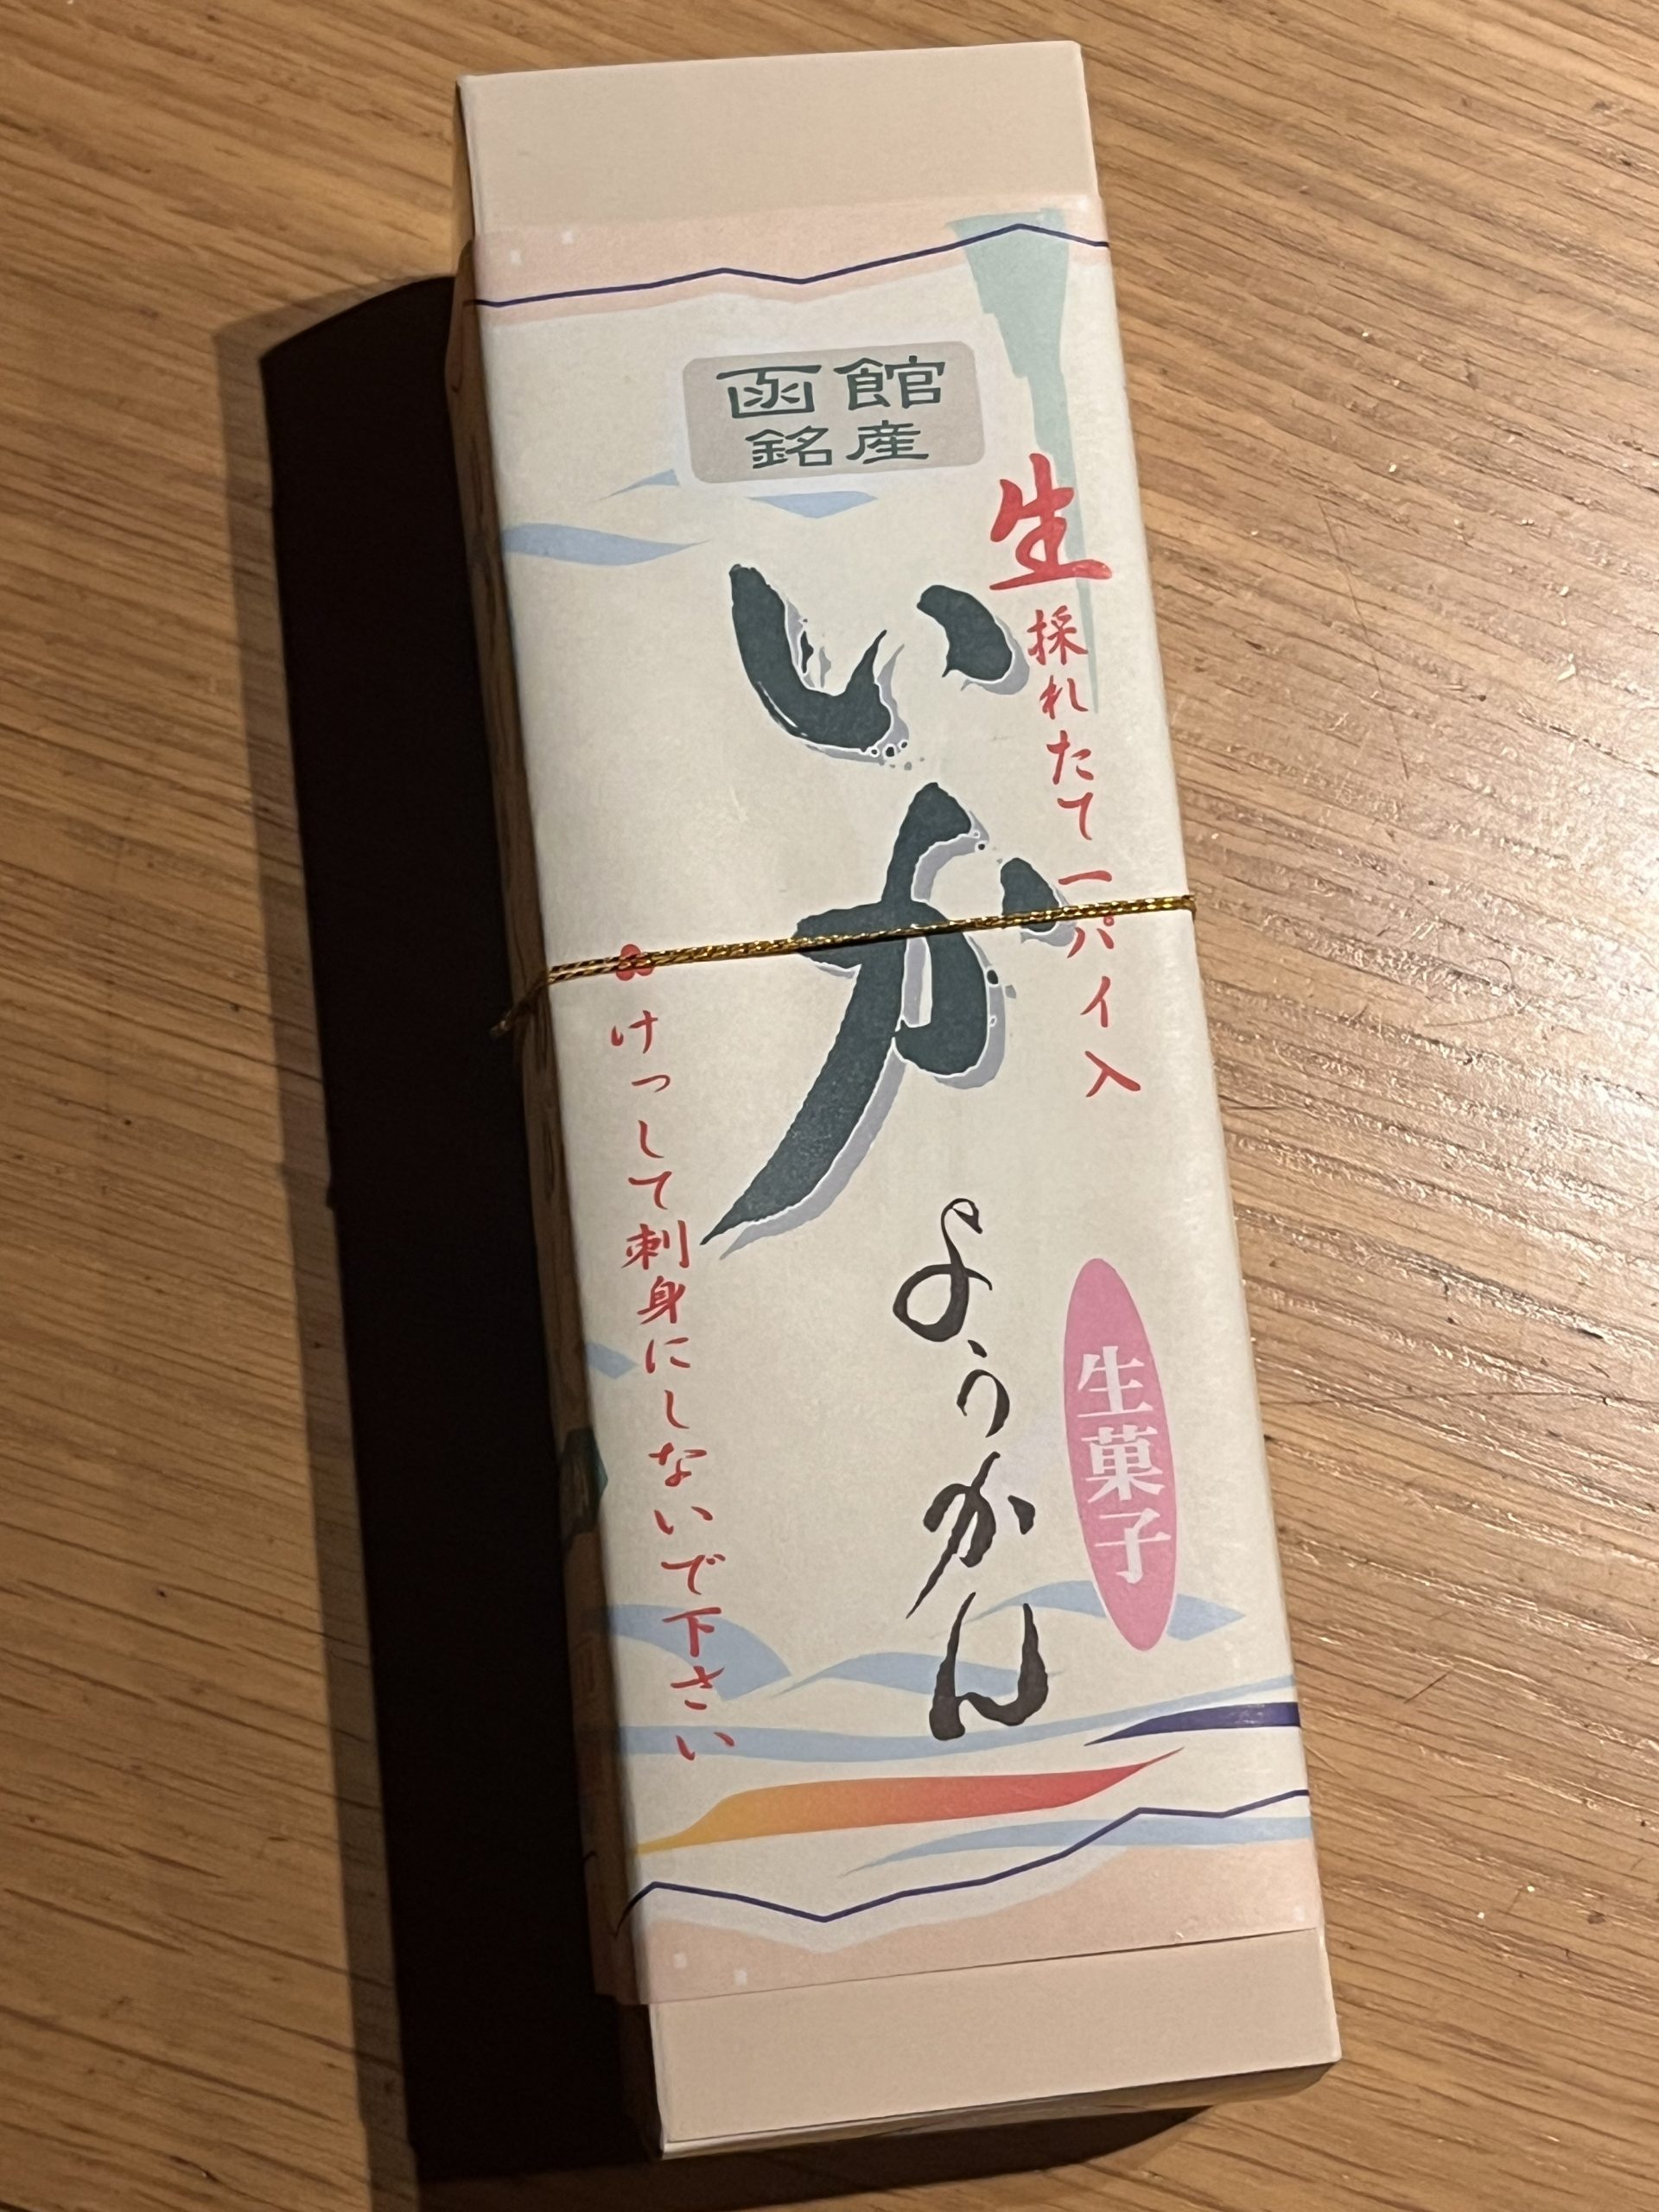 函館
銘産
生採れたて一パイ入
いか
ようかん
生菓子
けっして刺身にしないで下さい